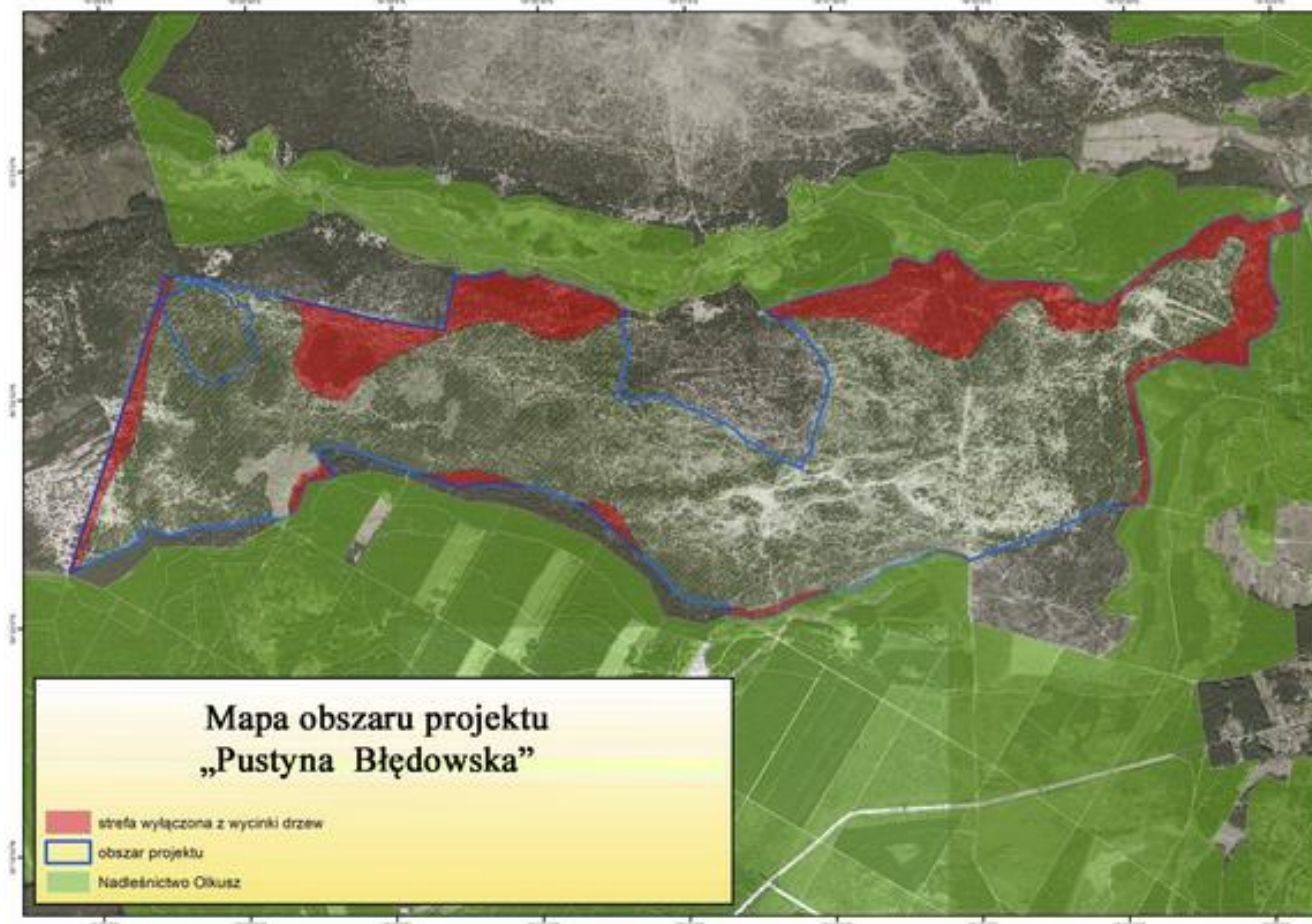 Mapa obszaru projektu
„Pustyna Błędowska”
strefa wyłączona z wycinki drzew
obszar projektu
Nadleśnictwo Olkusz